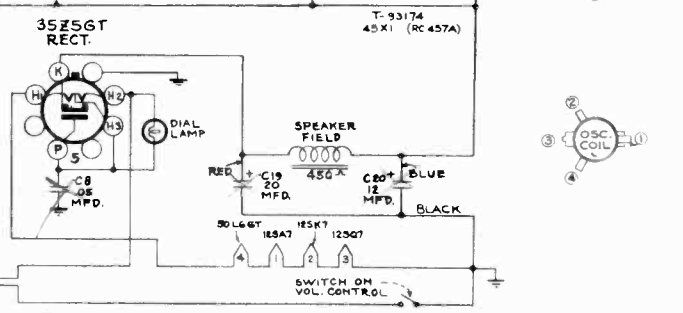 35Z5GT
RECT.
T-93174
45X1 (RC 457A)
K
H1
H2
H3
P
5
DIAL
LAMP
SPEAKER
FIELD
450
RED
+
C19
20
MFD.
C20 +
12
MFD.
BLUE
C8
.05
MFD.
BLACK
50L6GT
12SA7
12SK7
12SQ7
4
1
2
3
SWITCH ON
VOL. CONTROL
2
3
OSC.
COIL
1
4